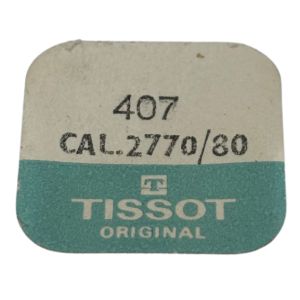 407
CAL.2770/80
T
TISSOT
ORIGINAL